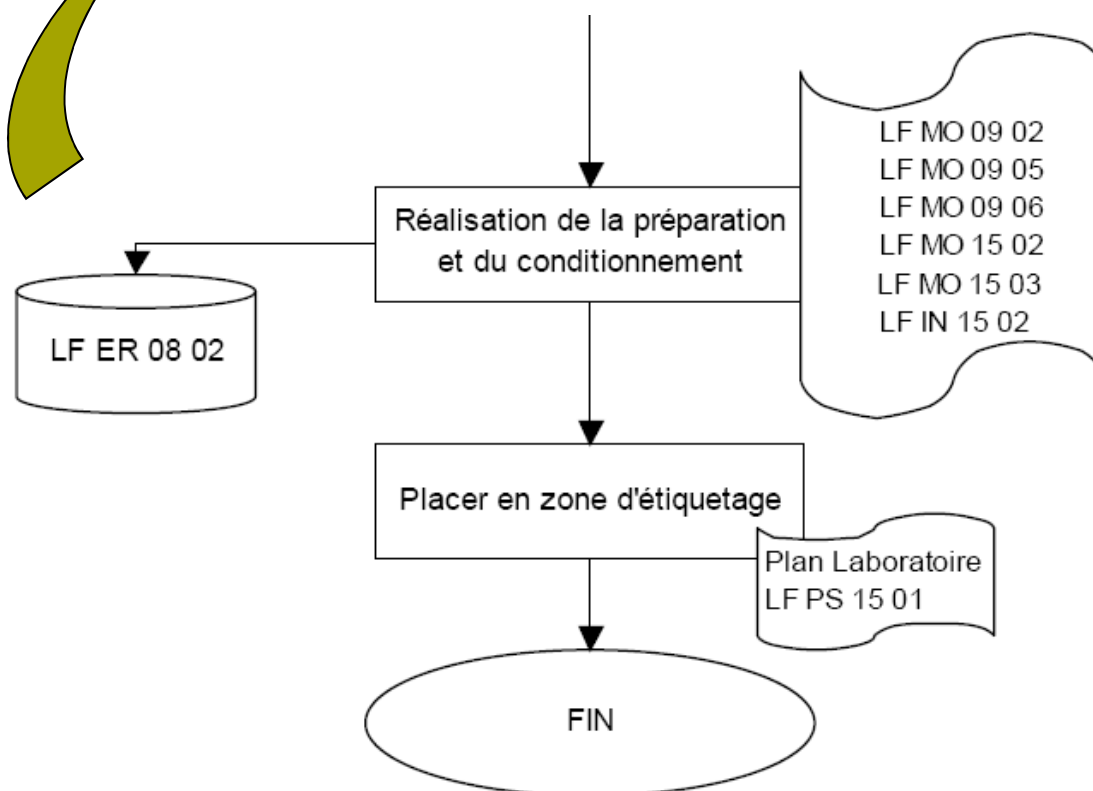 LF MO 09 02
LF MO 09 05
LF MO 09 06
LF MO 15 02
LF MO 15 03
LF IN 15 02
Réalisation de la préparation
et du conditionnement
LF ER 08 02
Placer en zone d'étiquetage
Plan Laboratoire
LF PS 15 01
FIN